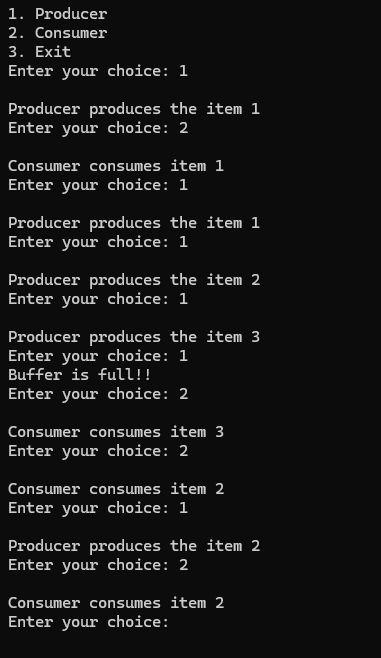 1. Producer
2. Consumer
3. Exit
Enter your choice: 1
Producer produces the item 1
Enter your choice: 2
Consumer consumes item 1
Enter your choice: 1
Producer produces the item 1
Enter your choice: 1
Producer produces the item 2
Enter your choice: 1
Producer produces the item 3
Enter your choice: 1
Buffer is full!!
Enter your choice: 2
Consumer consumes item 3
Enter your choice: 2
Consumer consumes item 2
Enter your choice: 1
Producer produces the item 2
Enter your choice: 2
Consumer consumes item 2
Enter your choice: